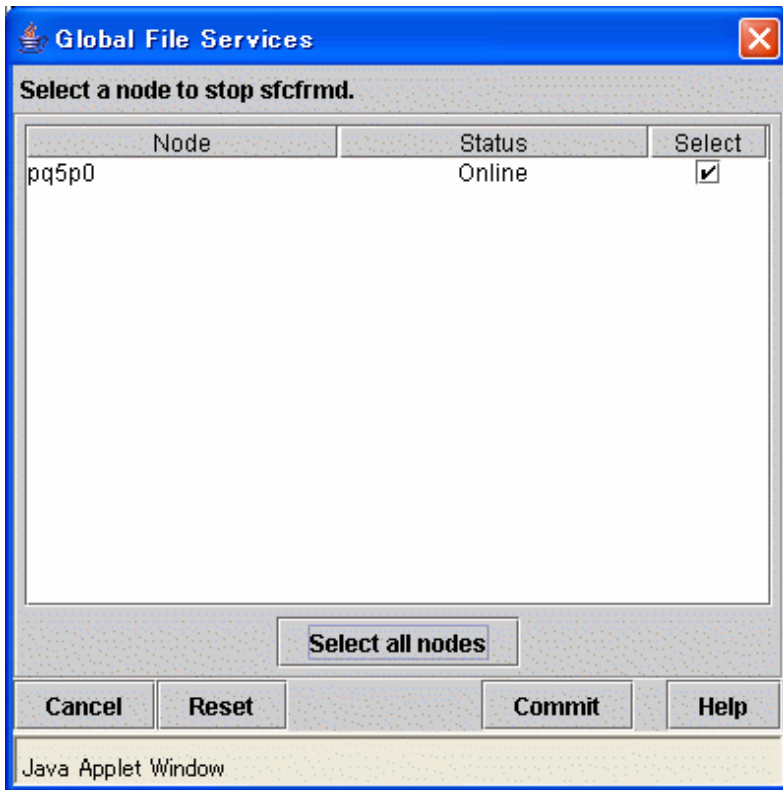 Global File Services
Select a node to stop sfcfrmd.
Node Status Select
pq5p0 Online
Select all nodes
Cancel Reset Commit Help
Java Applet Window